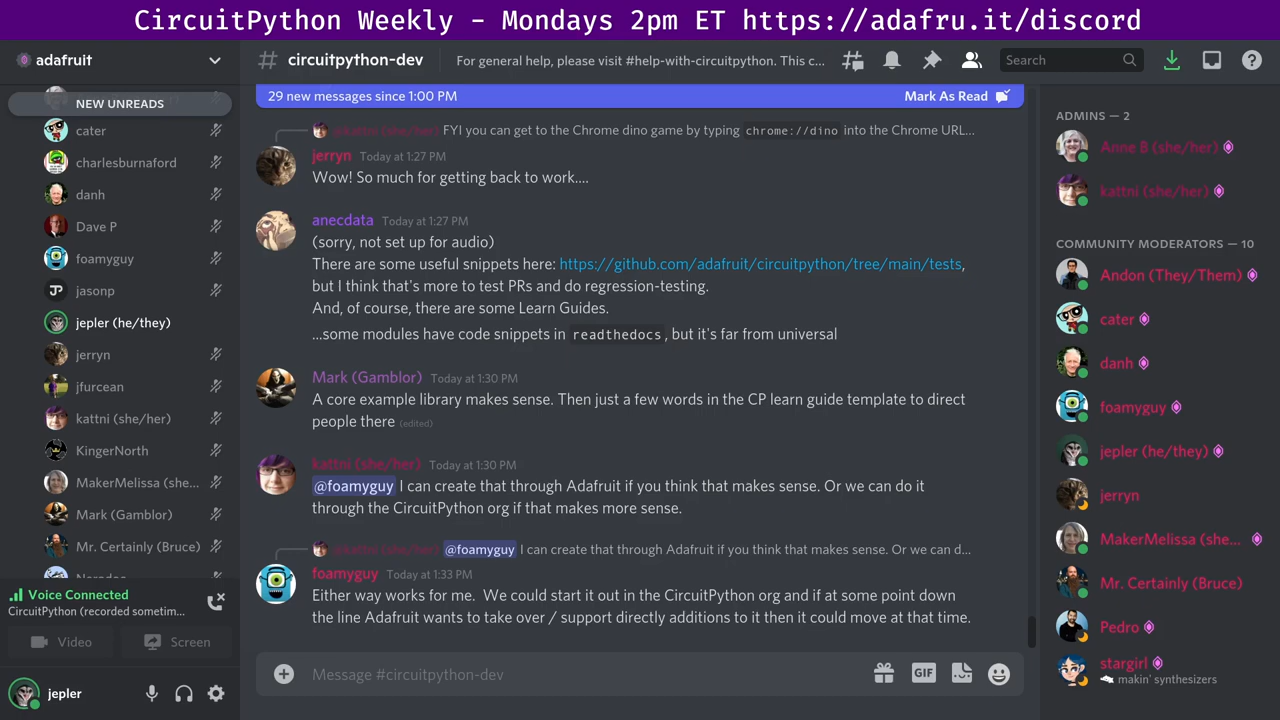 CircuitPython Weekly - Mondays 2pm ET https://adafru.it/discord
adafruit
circuitpython-dev
For general help, please visit #help-with-circuitpython. This c...
Search
NEW UNREADS
cater
charlesburnaford
danh
Dave P
foamyguy
JP
jasonp
jepler (he/they)
jerryn
jfurcean
kattni (she/her)
KingerNorth
MakerMelissa (she...
Mark (Gamblor)
Mr. Certainly (Bruce)
Voice Connected
CircuitPython (recorded sometim...
Video
Screen
jepler
29 new messages since 1:00 PM
Mark As Read
@kattni (she/her) FYI you can get to the Chrome dino game by typing chrome://dino into the Chrome URL...
jerryn Today at 1:27 PM
Wow! So much for getting back to work....
anecdata Today at 1:27 PM
(sorry, not set up for audio)
There are some useful snippets here: https://github.com/adafruit/circuitpython/tree/main/tests,
but I think that's more to test PRs and do regression-testing.
And, of course, there are some Learn Guides.
...some modules have code snippets in readthedocs, but it's far from universal
Mark (Gamblor) Today at 1:30 PM
A core example library makes sense. Then just a few words in the CP learn guide template to direct
people there (edited)
kattni (she/her) Today at 1:30 PM
@foamyguy I can create that through Adafruit if you think that makes sense. Or we can do it
through the CircuitPython org if that makes more sense.
@kattni (she/her) @foamyguy I can create that through Adafruit if you think that makes sense. Or we can d...
foamyguy Today at 1:33 PM
Either way works for me. We could start it out in the CircuitPython org and if at some point down
the line Adafruit wants to take over / support directly additions to it then it could move at that time.
Message #circuitpython-dev
GIF
ADMINS — 2
Anne B (she/her)
kattni (she/her)
COMMUNITY MODERATORS — 10
Andon (They/Them)
cater
danh
foamyguy
jepler (he/they)
jerryn
MakerMelissa (she...
Mr. Certainly (Bruce)
Pedro
stargirl
makin' synthesizers